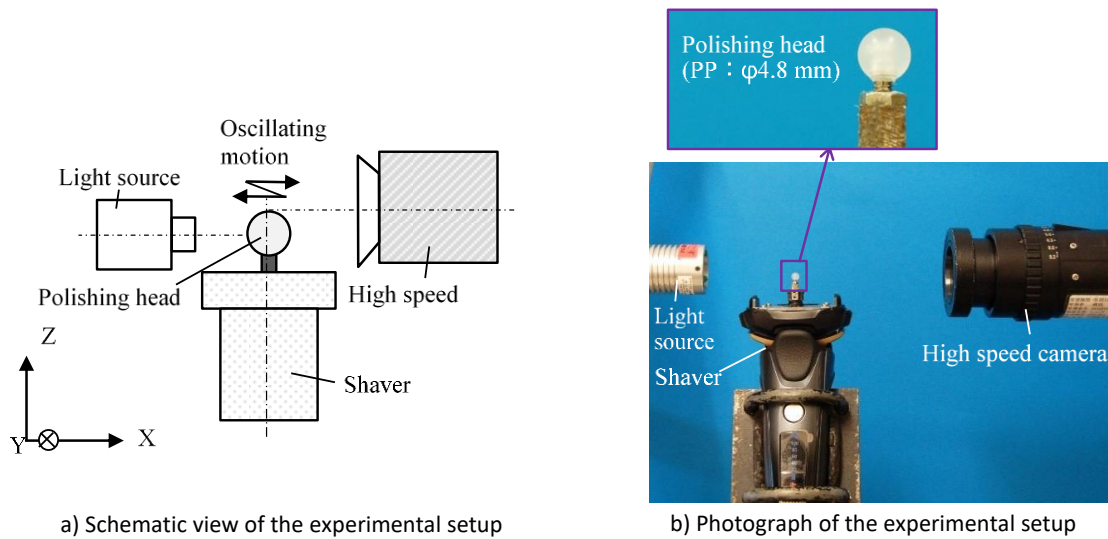 Oscillating
motion
Light source
Polishing head
High speed
Z
Y
X
Shaver
a) Schematic view of the experimental setup
Polishing head
(PP：φ4.8 mm)
Light
source
Shaver
High speed camera
b) Photograph of the experimental setup